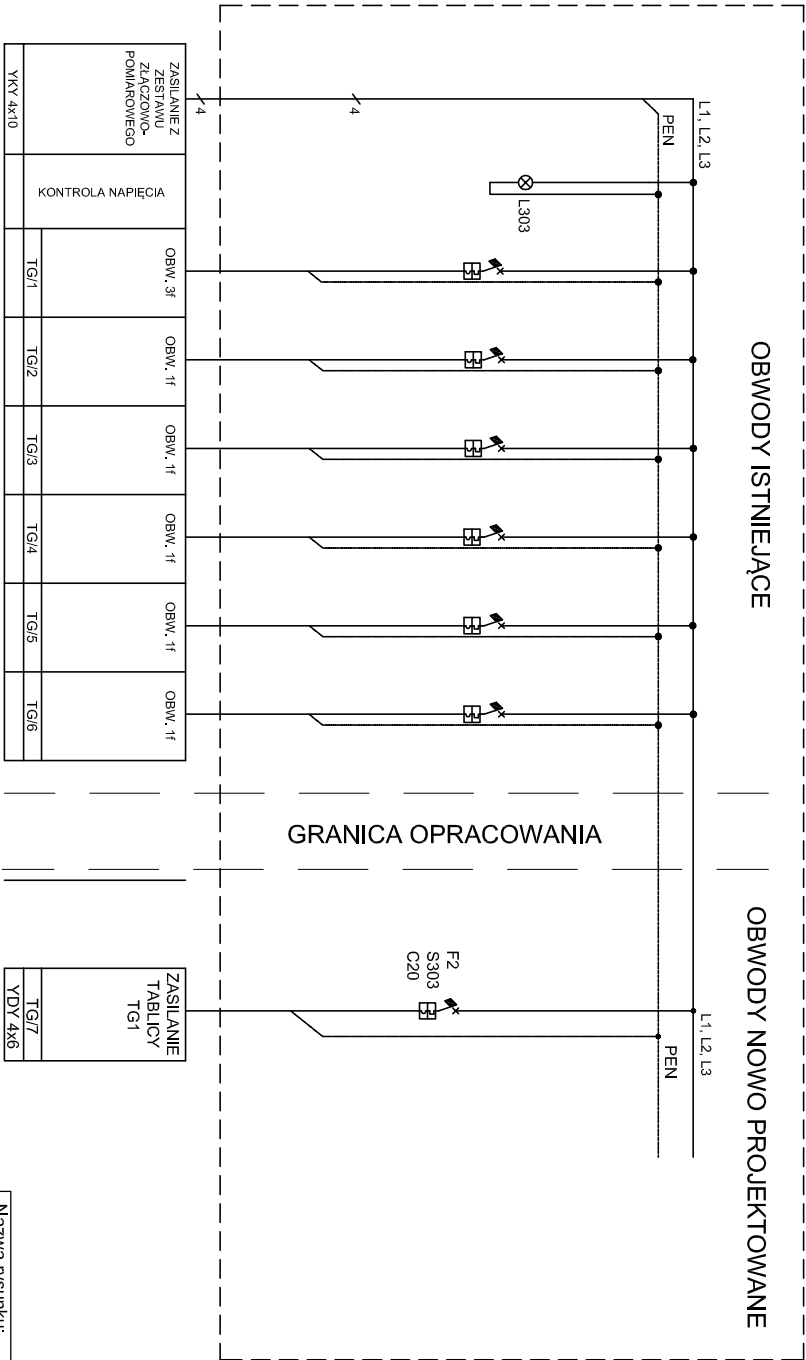 OBWODY ISTNIEJĄCE
OBWODY NOWO PROJEKTOWANE
L1, L2, L3
PEN
L303
4
4
GRANICA OPRACOWANIA
L1, L2, L3
PEN
F2
S303
C20
ZASILANIE Z
ZESTAWU
ZŁĄCZOWO-
POMIAROWEGO
YKY 4x10
KONTROLA NAPIĘCIA
OBW. 3f
TG/1
OBW. 1f
TG/2
OBW. 1f
TG/3
OBW. 1f
TG/4
OBW. 1f
TG/5
OBW. 1f
TG/6
ZASILANIE
TABLICY
TG1
TG/7
YDY 4x6
Nazwa rysunku: